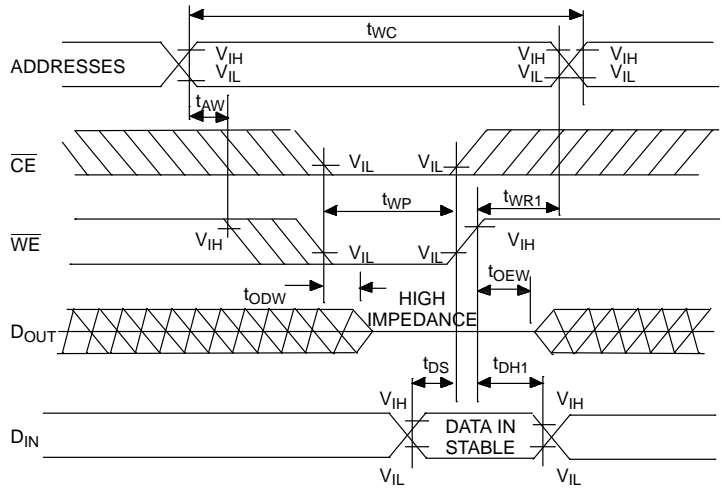 tWC
ADDRESSES
VIH
VIL
VIH
VIL
VIH
VIL
tAW
CE
VIL
VIL
tWP
tWR1
WE
VIH
VIL
VIL
VIH
tODW
HIGH
IMPEDANCE
tOEW
DOUT
tDS
tDH1
VIH
VIH
DIN
DATA IN
STABLE
VIL
VIL